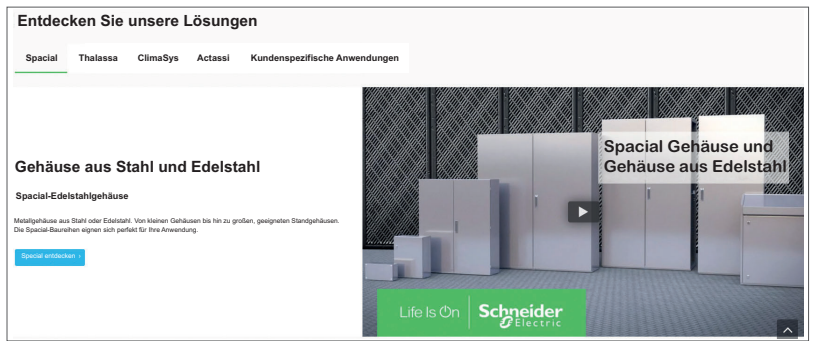 Entdecken Sie unsere Lösungen
Spacial Thalassa ClimaSys Actassi Kundenspezifische Anwendungen
Gehäuse aus Stahl und Edelstahl
Spacial-Edelstahlgehäuse
Metallgehäuse aus Stahl oder Edelstahl. Von kleinen Gehäusen bis hin zu großen, geeigneten Standgehäusen.
Die Spacial-Baureihen eignen sich perfekt für Ihre Anwendung.
Special entdecken ›
Spacial Gehäuse und
Gehäuse aus Edelstahl
Life Is On
Schneider
Electric